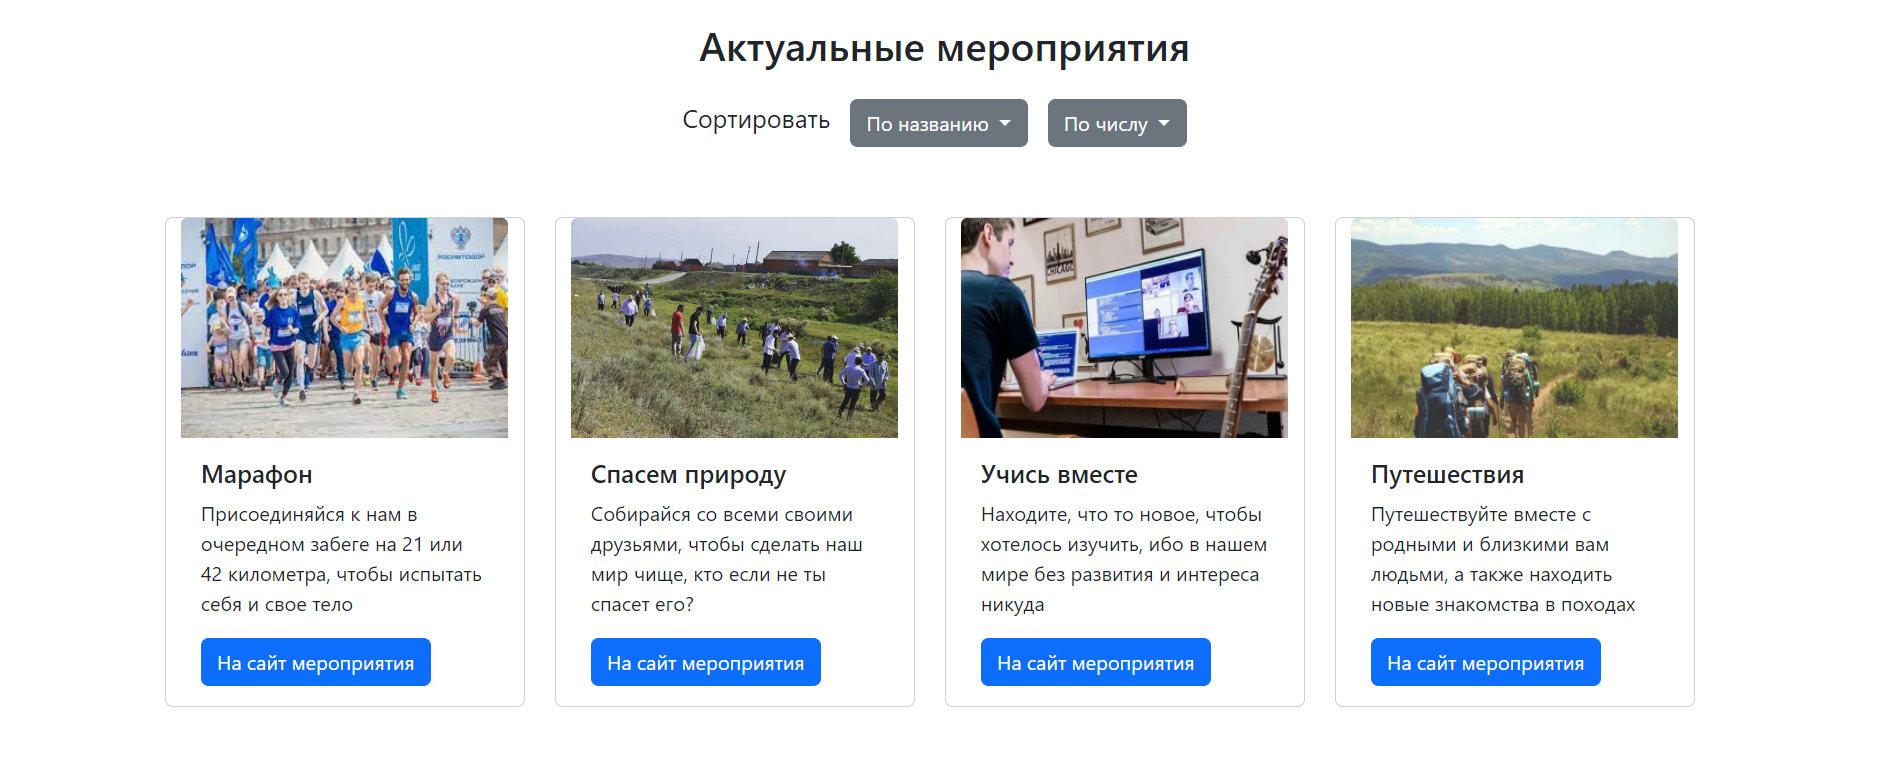 Актуальные мероприятия
Сортировать По названию По числу
РОСАВТОДОР
CHICAGO
Марафон
Присоединяйся к нам в
очередном забеге на 21 или
42 километра, чтобы испытать
себя и свое тело
На сайт мероприятия
Спасем природу
Собирайся со всеми своими
друзьями, чтобы сделать наш
мир чище, кто если не ты
спасет его?
На сайт мероприятия
Учись вместе
Находите, что то новое, чтобы
хотелось изучить, ибо в нашем
мире без развития и интереса
никуда
На сайт мероприятия
Путешествия
Путешествуйте вместе с
родными и близкими вам
людьми, а также находить
новые знакомства в походах
На сайт мероприятия